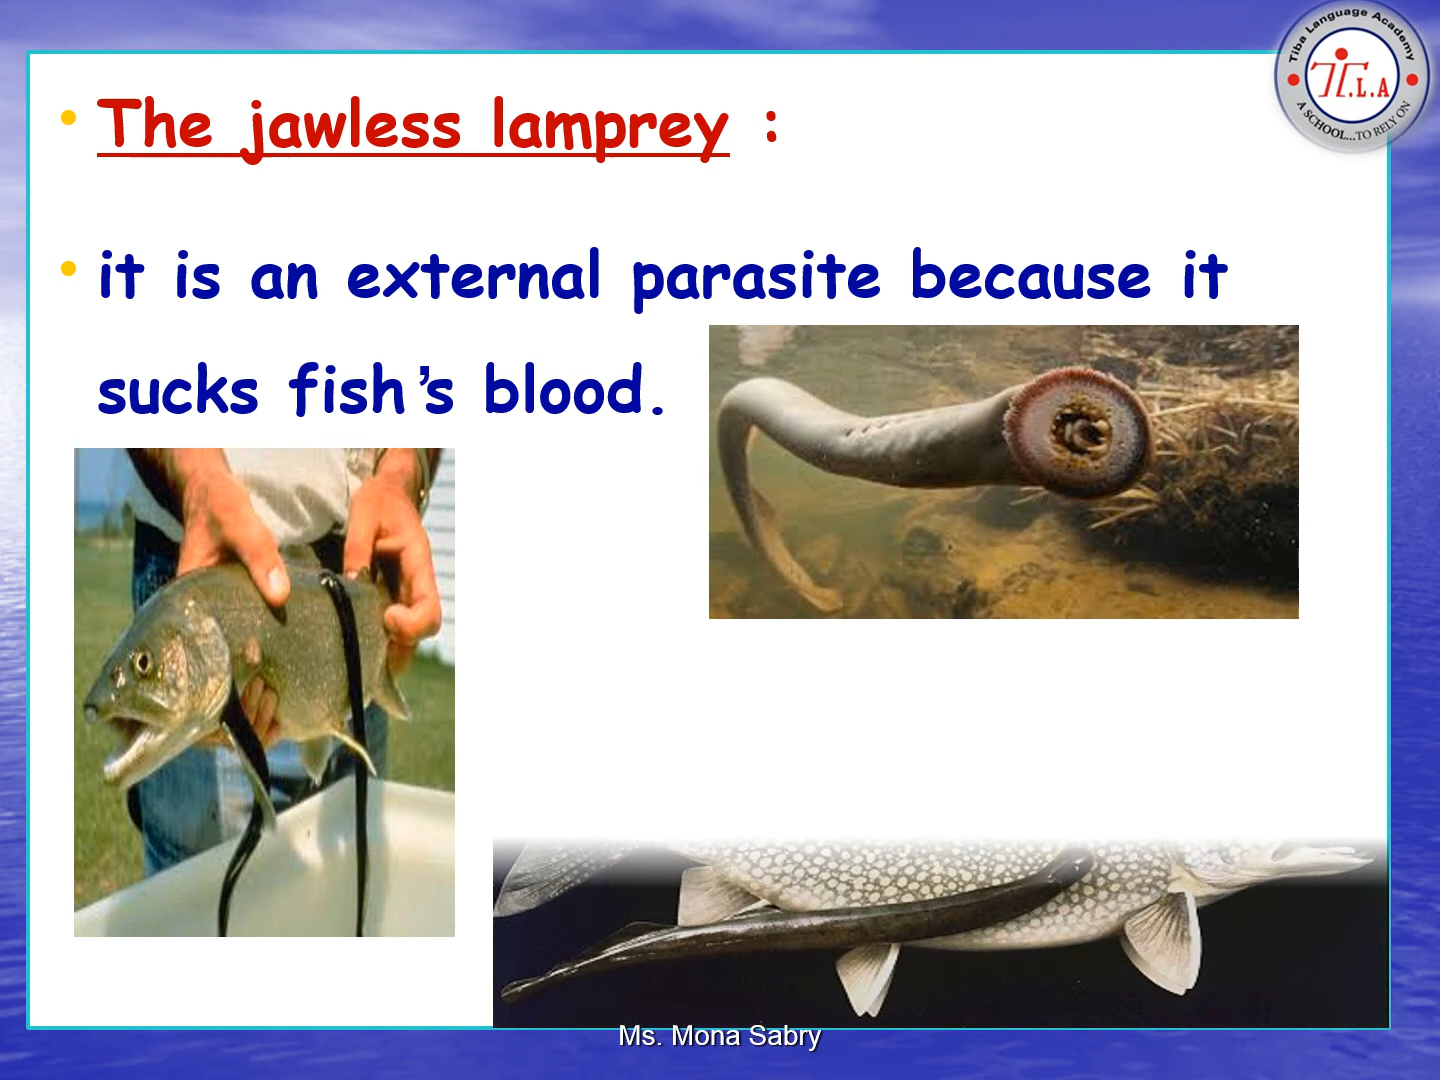 Tiba Language Academy
T.L.A
A SCHOOL...TO RELY ON
• The jawless lamprey :
• it is an external parasite because it
sucks fish’s blood.
Ms. Mona Sabry